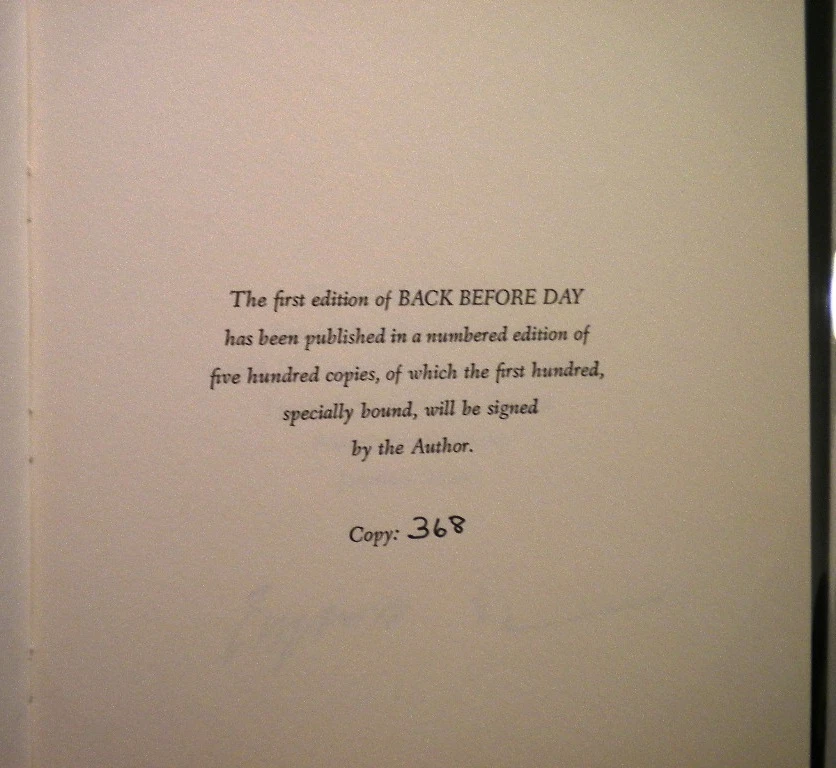 The first edition of BACK BEFORE DAY
has been published in a numbered edition of
five hundred copies, of which the first hundred,
specially bound, will be signed
by the Author.
Copy: 368